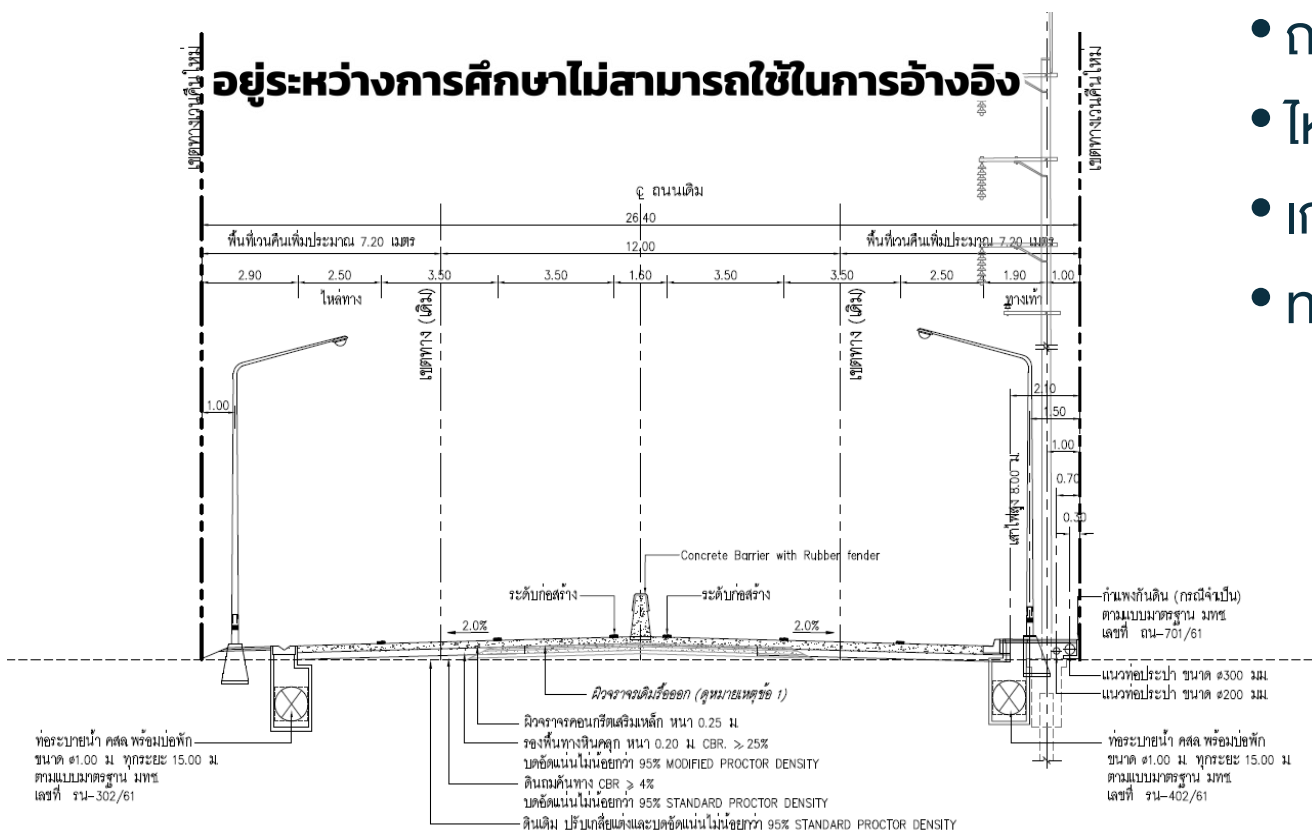 อยู่ระหว่างการศึกษาไม่สามารถใช้ในการอ้างอิง
เขตทางเวนคืนใหม่
เขตทางเวนคืนใหม่
ถนนเดิม
26.40
พื้นที่เวนคืนเพิ่มประมาณ 7.20 เมตร
12.00
พื้นที่เวนคืนเพิ่มประมาณ 7.20 เมตร
2.90
2.50
3.50
3.50
1.60
3.50
3.50
2.50
1.90
1.00
ไหล่ทาง
ทางเท้า
เขตทาง (เดิม)
เขตทาง (เดิม)
1.00
2.10
1.50
1.00
0.70
0.30
เสาไฟสูง 8.00 ม.
Concrete Barrier with Rubber fender
ระดับก่อสร้าง
ระดับก่อสร้าง
2.0%
2.0%
กำแพงกันดิน (กรณีจำเป็น)
ตามแบบมาตรฐาน มทช
เลขที่ ถน-701/61
แนวท่อประปา ขนาด ø300 มม.
แนวท่อประปา ขนาด ø200 มม.
ผิวจราจรเดิมรื้อออก (ดูหมายเหตุข้อ 1)
ผิวจราจรคอนกรีตเสริมเหล็ก หนา 0.25 ม.
รองพื้นทางหินคลุก หนา 0.20 ม. CBR. ⩾ 25%
บดอัดแน่นไม่น้อยกว่า 95% MODIFIED PROCTOR DENSITY
ดินถมคันทาง CBR ⩾ 4%
บดอัดแน่นไม่น้อยกว่า 95% STANDARD PROCTOR DENSITY
ดินเดิม ปรับเกลี่ยแต่งและบดอัดแน่นไม่น้อยกว่า 95% STANDARD PROCTOR DENSITY
ท่อระบายน้ำ คสล. พร้อมบ่อพัก
ขนาด ø1.00 ม. ทุกระยะ 15.00 ม.
ตามแบบมาตรฐาน มทช
เลขที่ รน-302/61
ท่อระบายน้ำ คสล. พร้อมบ่อพัก
ขนาด ø1.00 ม. ทุกระยะ 15.00 ม
ตามแบบมาตรฐาน มทช
เลขที่ รน-402/61